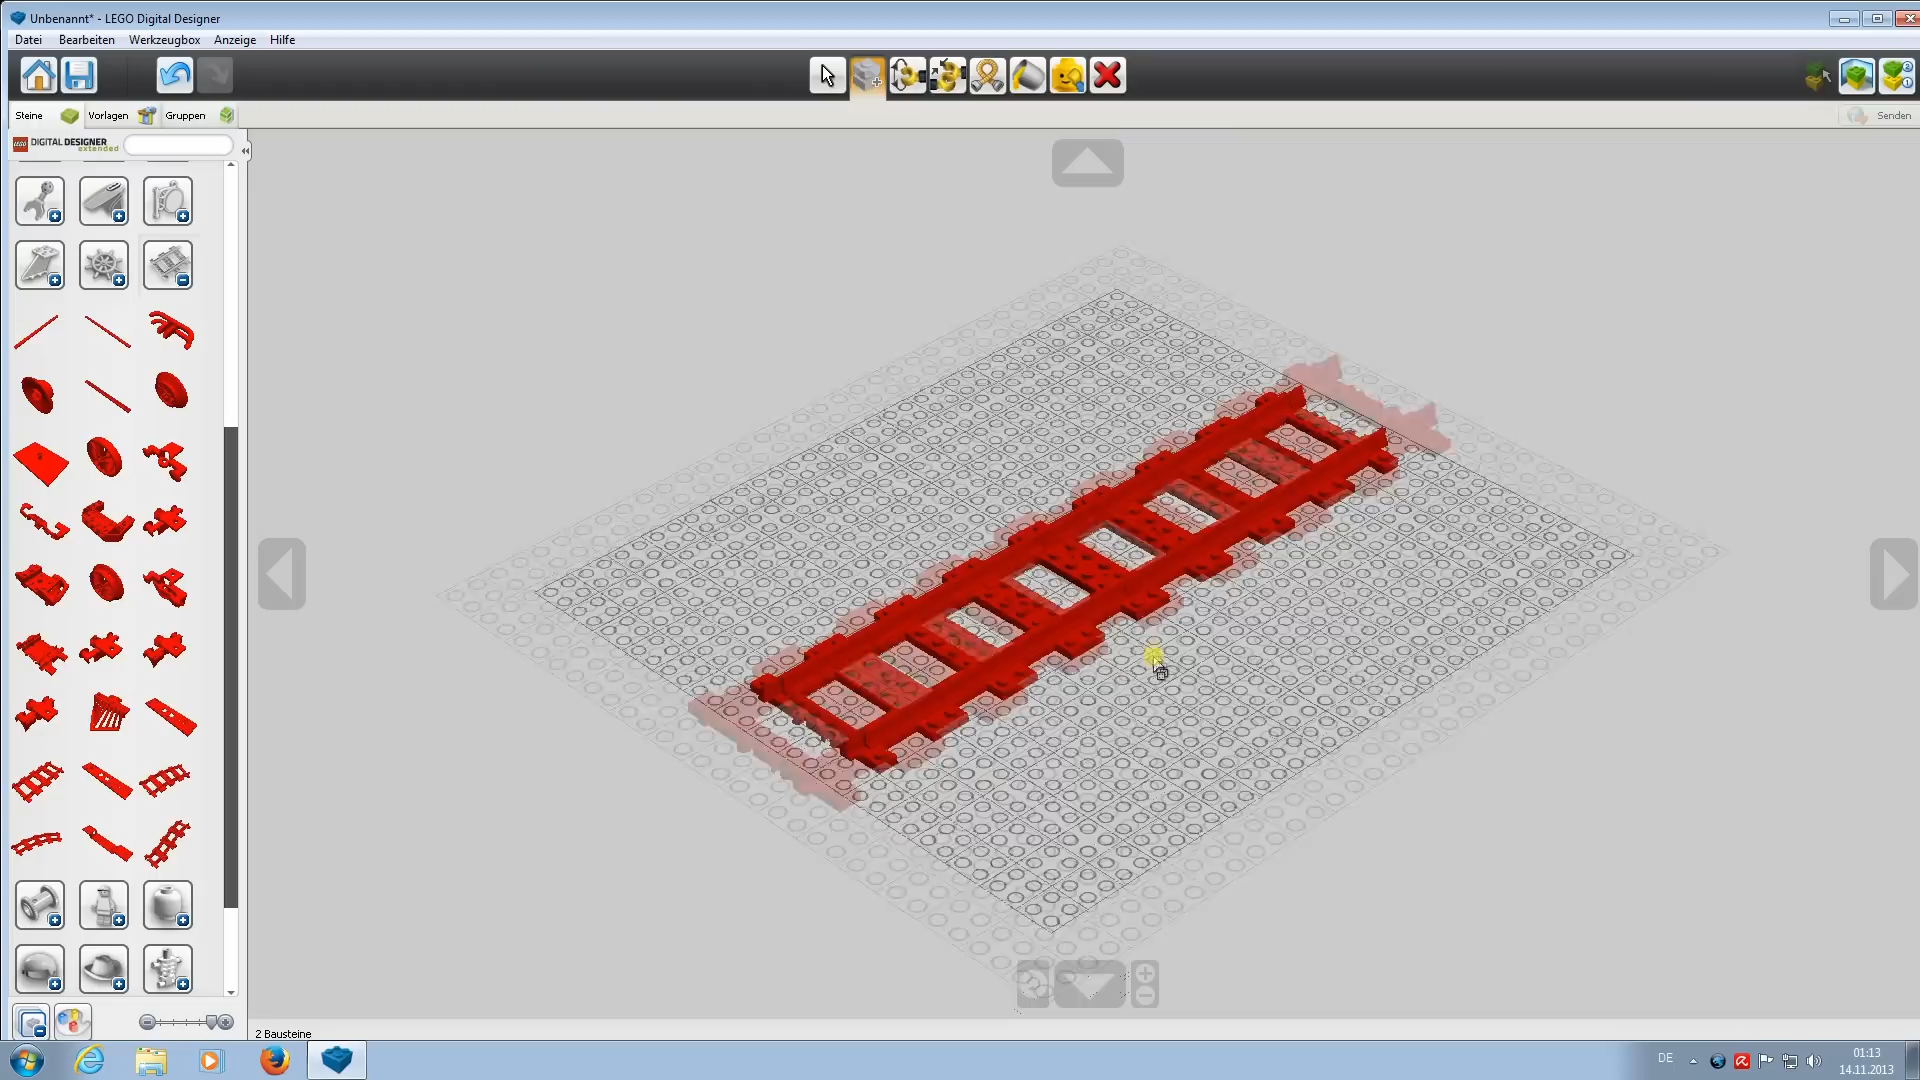 Unbenannt* - LEGO Digital Designer
Datei Bearbeiten Werkzeugbox Anzeige Hilfe
Steine Vorlagen Gruppen Senden
LEGO DIGITAL DESIGNER
extended
2 Bausteine
DE
01:13
14.11.2013